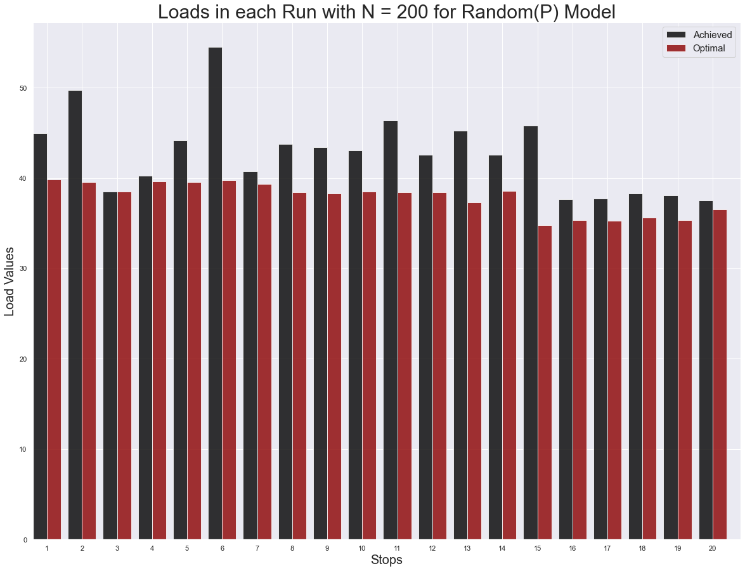 Loads in each Run with N = 200 for Random(P) Model
Achieved
Optimal
50
40
30
20
10
0
Load Values
1 2 3 4 5 6 7 8 9 10 11 12 13 14 15 16 17 18 19 20
Stops